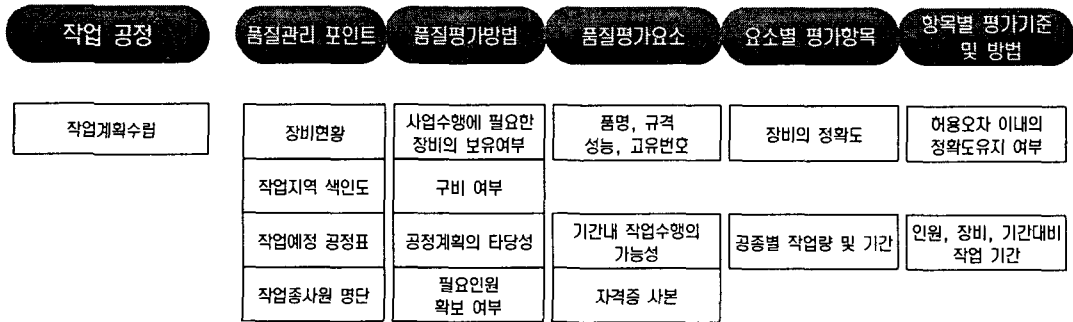 작업 공정
품질관리 포인트
품질평가방법
품질평가요소
요소별 평가항목
항목별 평가기준
및 방법
작업계획수립
장비현황
사업수행에 필요한
장비의 보유여부
품명, 규격
성능, 고유번호
장비의 정확도
허용오차 이내의
정확도유지 여부
작업지역 색인도
구비 여부
작업예정 공정표
공정계획의 타당성
기간내 작업수행의
가능성
공종별 작업량 및 기간
인원, 장비, 기간대비
작업 기간
작업종사원 명단
필요인원
확보 여부
자격증 사본